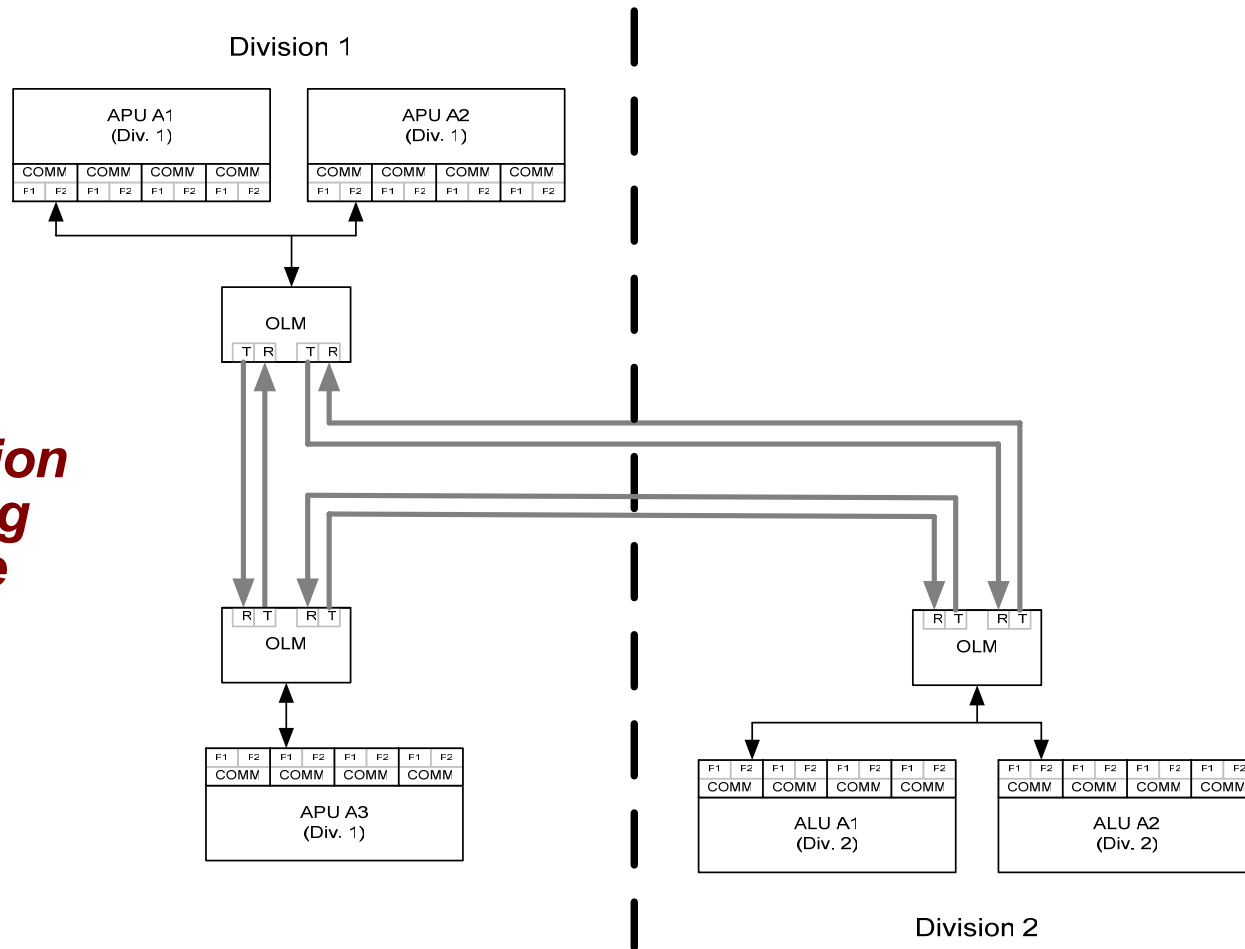 Division 1
APU A1
(Div. 1)
COMM COMM COMM COMM
F1 F2 F1 F2 F1 F2 F1 F2
APU A2
(Div. 1)
COMM COMM COMM COMM
F1 F2 F1 F2 F1 F2 F1 F2
OLM
T R T R
ion
g
e
R T R T
OLM
F1 F2 F1 F2 F1 F2 F1 F2
COMM COMM COMM COMM
APU A3
(Div. 1)
R T R T
OLM
F1 F2 F1 F2 F1 F2 F1 F2
COMM COMM COMM COMM
ALU A1
(Div. 2)
F1 F2 F1 F2 F1 F2 F1 F2
COMM COMM COMM COMM
ALU A2
(Div. 2)
Division 2